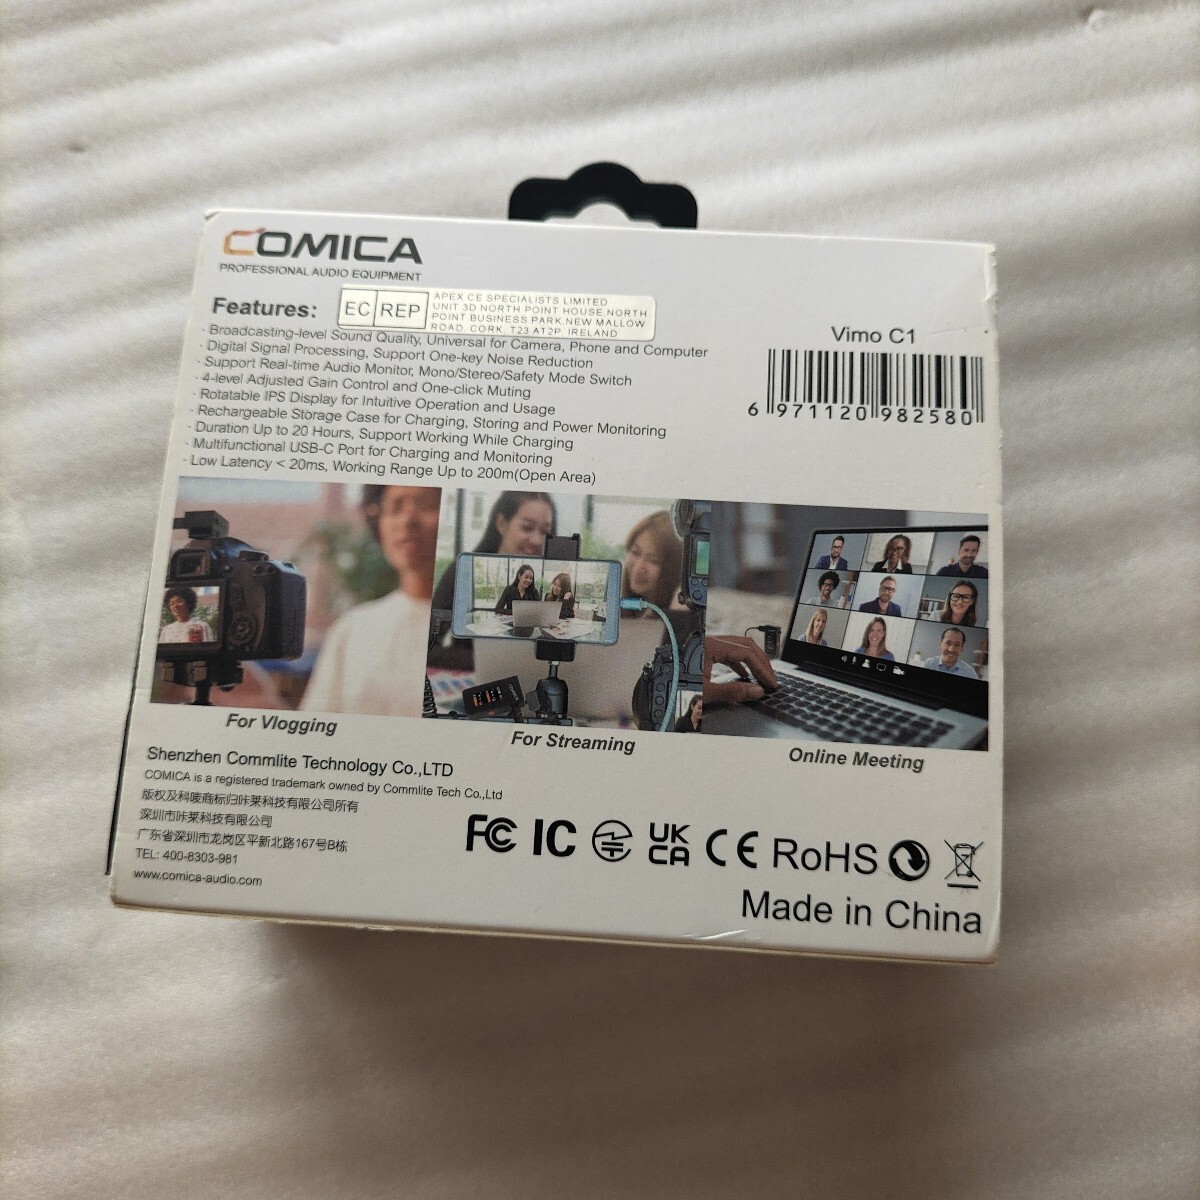 COMICA
PROFESSIONAL AUDIO EQUIPMENT
Features:
EC REP
APEX CE SPECIALISTS LIMITED
UNIT 3D NORTH POINT HOUSE,NORTH
POINT BUSINESS PARK,NEW MALLOW
ROAD, CORK, T23 AT2P IRELAND
· Broadcasting-level Sound Quality, Universal for Camera, Phone and Computer
· Digital Signal Processing, Support One-key Noise Reduction
· Support Real-time Audio Monitor, Mono/Stereo/Safety Mode Switch
· 4-level Adjusted Gain Control and One-click Muting
· Rotatable IPS Display for Intuitive Operation and Usage
· Rechargeable Storage Case for Charging, Storing and Power Monitoring
· Duration Up to 20 Hours, Support Working While Charging
· Multifunctional USB-C Port for Charging and Monitoring
· Low Latency < 20ms, Working Range Up to 200m(Open Area)
Vimo C1
6 971120 982580
COMICA
For Vlogging
For Streaming
Online Meeting
Shenzhen Commlite Technology Co.,LTD
COMICA is a registered trademark owned by Commlite Tech Co.,Ltd
版权及科唛商标归咔莱科技有限公司所有
深圳市咔莱科技有限公司
广东省深圳市龙岗区平新北路167号B栋
TEL: 400-8303-981
www.comica-audio.com
FC IC UK CA CE RoHS
Made in China